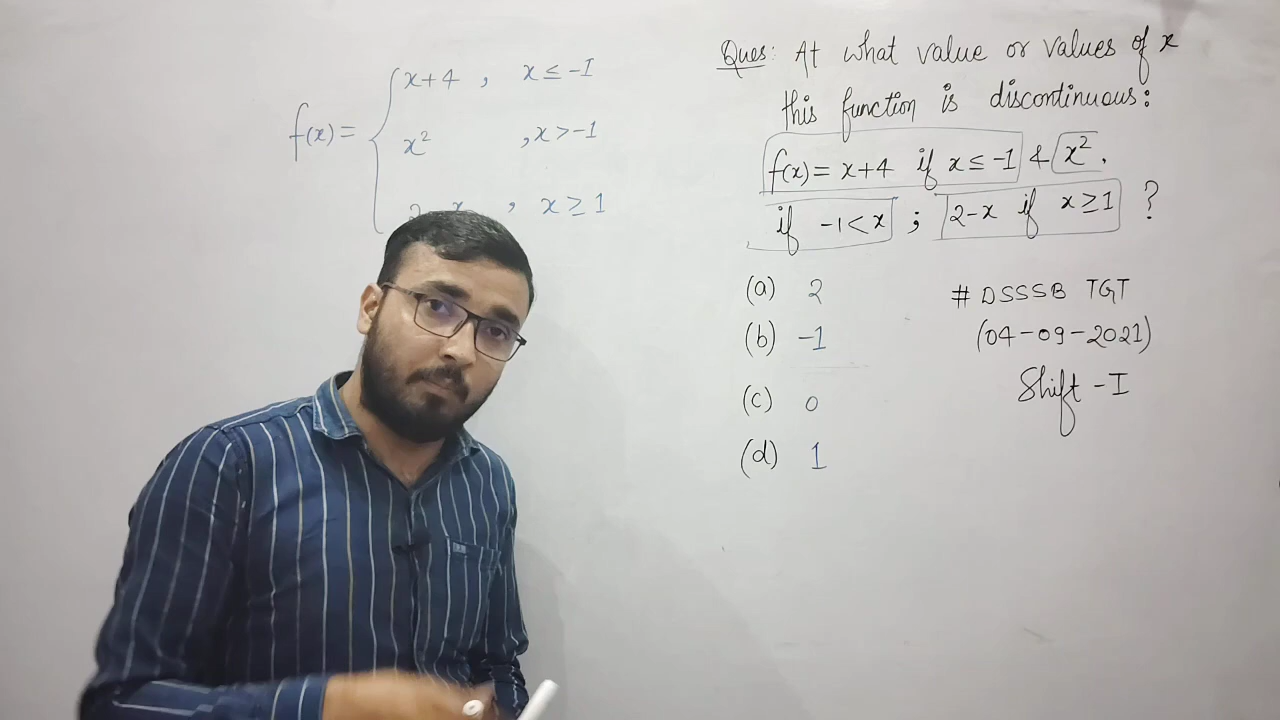 f(x) = { x+4 , x ≤ -1
x² , x > -1
x , x ≥ 1
Ques: At what value or values of x
this function is discontinuous:
f(x) = x+4 if x ≤ -1 & x².
if -1 < x ; 2-x if x ≥ 1 ?
(a) 2
(b) -1
(c) 0
(d) 1
# DSSSB TGT
(04-09-2021)
Shift - I